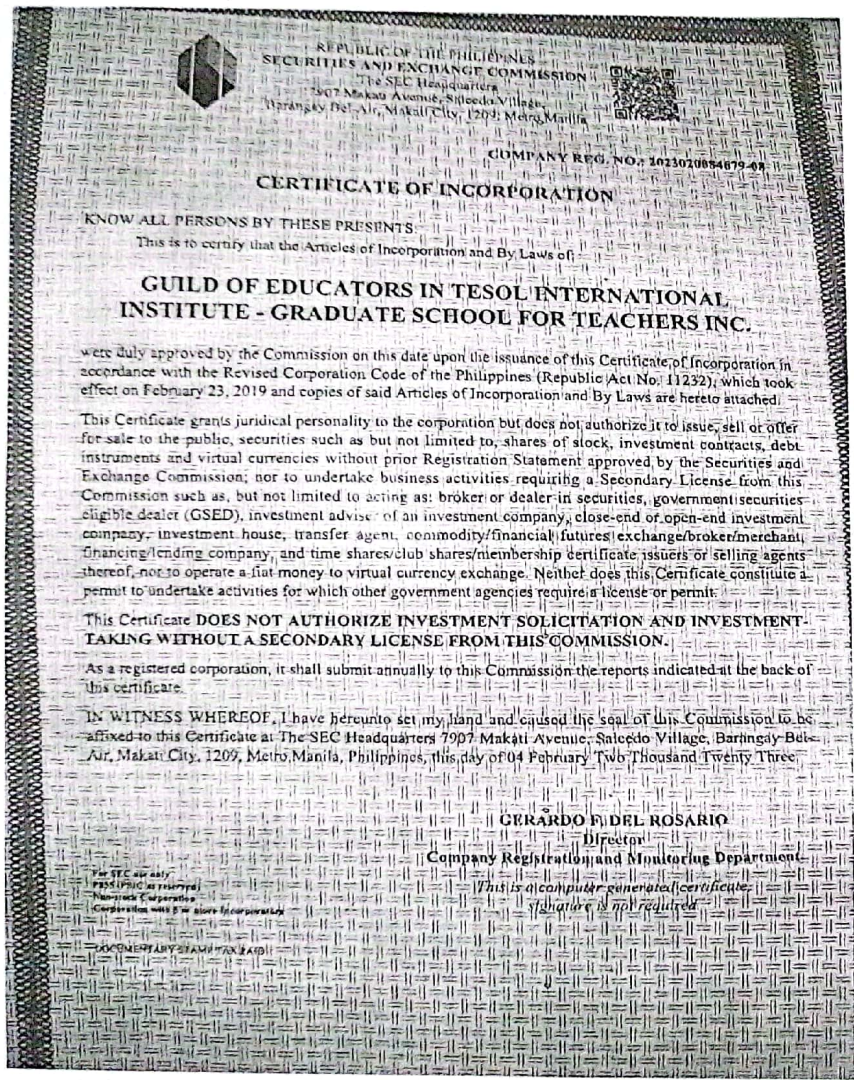 REPUBLIC OF THE PHILIPPINES
SECURITIES AND EXCHANGE COMMISSION
The SEC Headquarters
7907 Makati Avenue, Salcedo Village,
Barangay Bel-Air, Makati City, 1209, Metro Manila
COMPANY REG. NO.: 2023020084679-08
CERTIFICATE OF INCORPORATION
KNOW ALL PERSONS BY THESE PRESENTS:
This is to certify that the Articles of Incorporation and By Laws of:
GUILD OF EDUCATORS IN TESOL INTERNATIONAL
INSTITUTE - GRADUATE SCHOOL FOR TEACHERS INC.
were duly approved by the Commission on this date upon the issuance of this Certificate of Incorporation in
accordance with the Revised Corporation Code of the Philippines (Republic Act No. 11232), which took
effect on February 23, 2019 and copies of said Articles of Incorporation and By Laws are hereto attached.
This Certificate grants juridical personality to the corporation but does not authorize it to issue, sell or offer
for sale to the public, securities such as but not limited to, shares of stock, investment contracts, debt
instruments and virtual currencies without prior Registration Statement approved by the Securities and
Exchange Commission; nor to undertake business activities requiring a Secondary License from this
Commission such as, but not limited to acting as: broker or dealer in securities, government securities
eligible dealer (GSED), investment adviser of an investment company, close-end or open-end investment
company, investment house, transfer agent, commodity/financial futures exchange/broker/merchant,
financing/lending company, and time shares/club shares/membership certificate issuers or selling agents
thereof, nor to operate a fiat money to virtual currency exchange. Neither does this Certificate constitute a
permit to undertake activities for which other government agencies require a license or permit.
This Certificate DOES NOT AUTHORIZE INVESTMENT SOLICITATION AND INVESTMENT-
TAKING WITHOUT A SECONDARY LICENSE FROM THIS COMMISSION.
As a registered corporation, it shall submit annually to this Commission the reports indicated at the back of
this certificate.
IN WITNESS WHEREOF, I have hereunto set my hand and caused the seal of this Commission to be
affixed to this Certificate at The SEC Headquarters 7907 Makati Avenue, Salcedo Village, Barangay Bel-
Air, Makati City, 1209, Metro Manila, Philippines, this day of 04 February Two Thousand Twenty Three.
GERARDO F. DEL ROSARIO
Director
Company Registration and Monitoring Department
This is a computer generated certificate,
signature is not required
For SEC use only
Non-stock Corporation
Corporation with 5 or more Incorporators
DOCUMENTARY STAMP TAX PAID